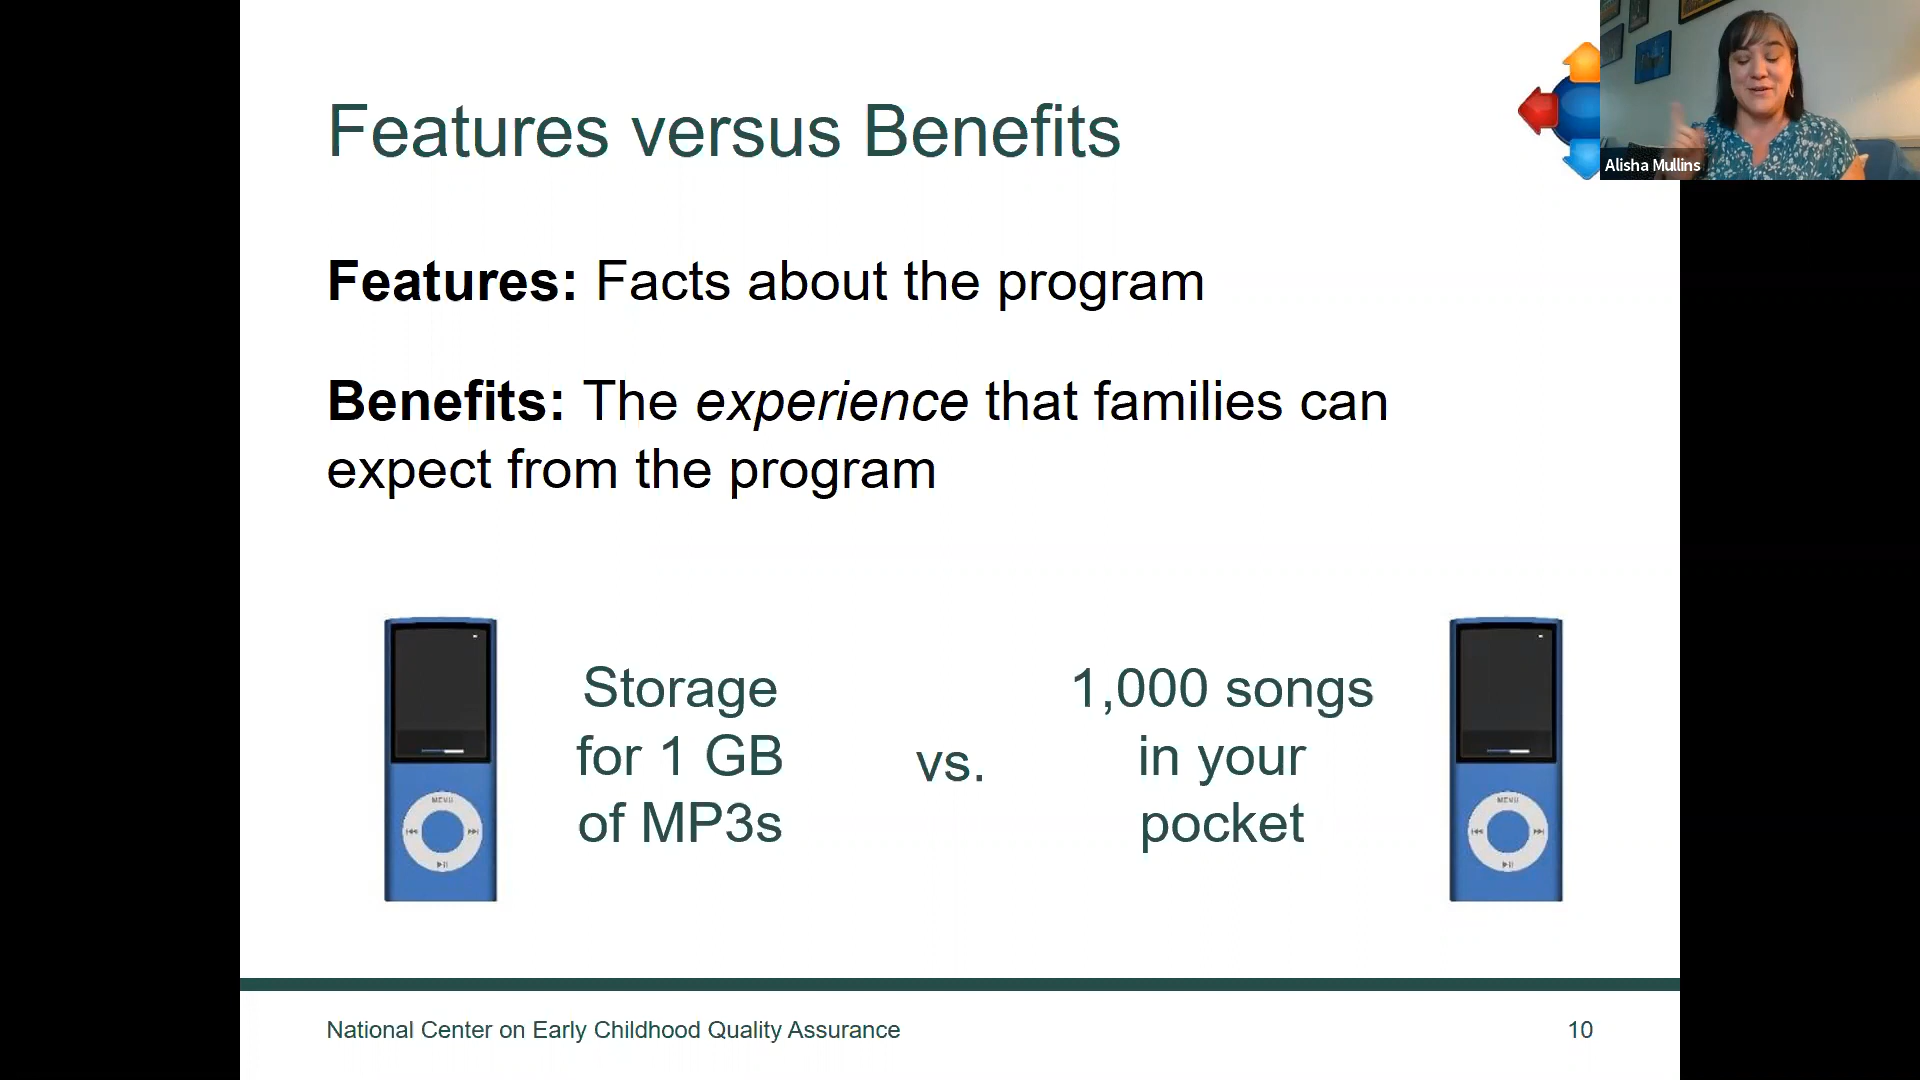 Features versus Benefits
Alisha Mullins
Features: Facts about the program
Benefits: The experience that families can
expect from the program
Storage
for 1 GB
of MP3s
vs.
1,000 songs
in your
pocket
MENU
MENU
National Center on Early Childhood Quality Assurance
10